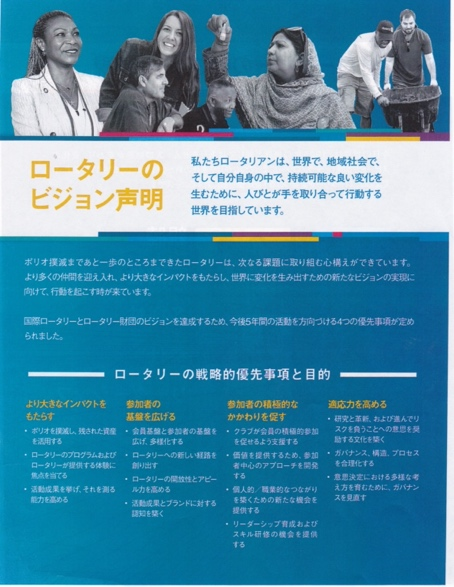 ロータリーの
ビジョン声明
私たちロータリアンは、世界で、地域社会で、
そして自分自身の中で、持続可能な良い変化を
生むために、人びとが手を取り合って行動する
世界を目指しています。
ポリオ撲滅まであと一歩のところまできたロータリーは、次なる課題に取り組む心構えができています。
より多くの仲間を迎え入れ、より大きなインパクトをもたらし、世界に変化を生み出すための新たなビジョンの実現に
向けて、行動を起こす時が来ています。
国際ロータリーとロータリー財団のビジョンを達成するため、今後5年間の活動を方向づける4つの優先事項が定め
られました。
ロータリーの戦略的優先事項と目的
より大きなインパクトを
もたらす
• ポリオを撲滅し、残された資産
を活用する
• ロータリーのプログラムおよび
ロータリーが提供する体験に
焦点を当てる
• 活動成果を挙げ、それを測る
能力を高める
参加者の
基盤を広げる
• 会員基盤と参加者の基盤を
広げ、多様化する
• ロータリーへの新しい経路を
創り出す
• ロータリーの開放性とアピー
ル力を高める
• 活動成果とブランドに対する
認知を築く
参加者の積極的な
かかわりを促す
• クラブが会員の積極的参加
を促せるよう支援する
• 価値を提供するため、参加
者中心のアプローチを開発
する
• 個人的／職業的なつながり
を築くための新たな機会を
提供する
• リーダーシップ育成および
スキル研修の機会を提供
する
適応力を高める
• 研究と革新、および進んでリ
スクを負うことへの意思を奨
励する文化を築く
• ガバナンス、構造、プロセス
を合理化する
• 意思決定における多様な考
え方を育むために、ガバナン
スを見直す